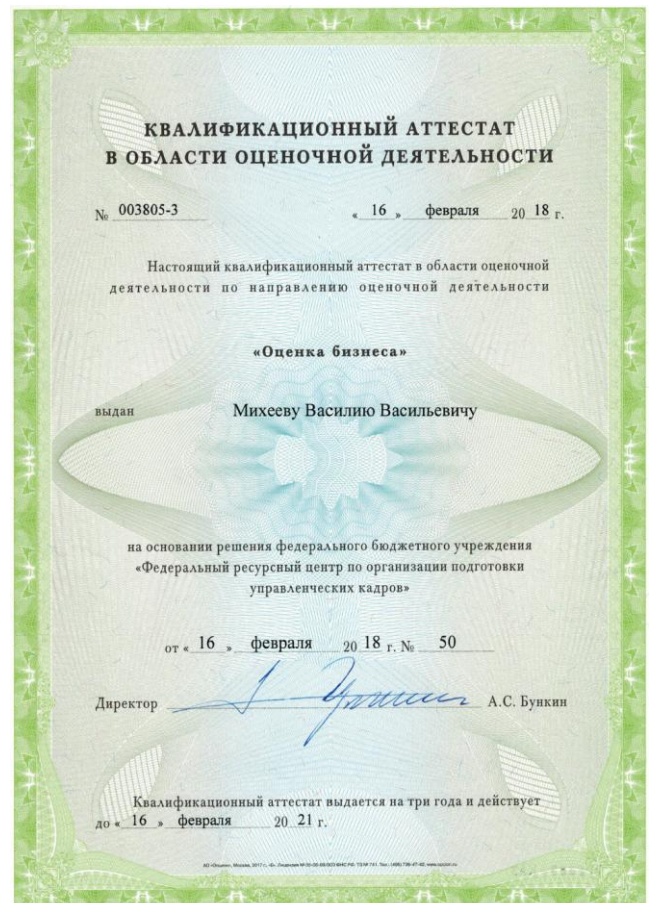 КВАЛИФИКАЦИОННЫЙ АТТЕСТАТ
В ОБЛАСТИ ОЦЕНОЧНОЙ ДЕЯТЕЛЬНОСТИ
№ 003805-3 « 16 » февраля 20 18 г.
Настоящий квалификационный аттестат в области оценочной
деятельности по направлению оценочной деятельности
«Оценка бизнеса»
выдан Михееву Василию Васильевичу
на основании решения федерального бюджетного учреждения
«Федеральный ресурсный центр по организации подготовки
управленческих кадров»
от « 16 » февраля 20 18 г. № 50
Директор А.С. Бункин
Квалификационный аттестат выдается на три года и действует
до « 16 » февраля 20 21 г.